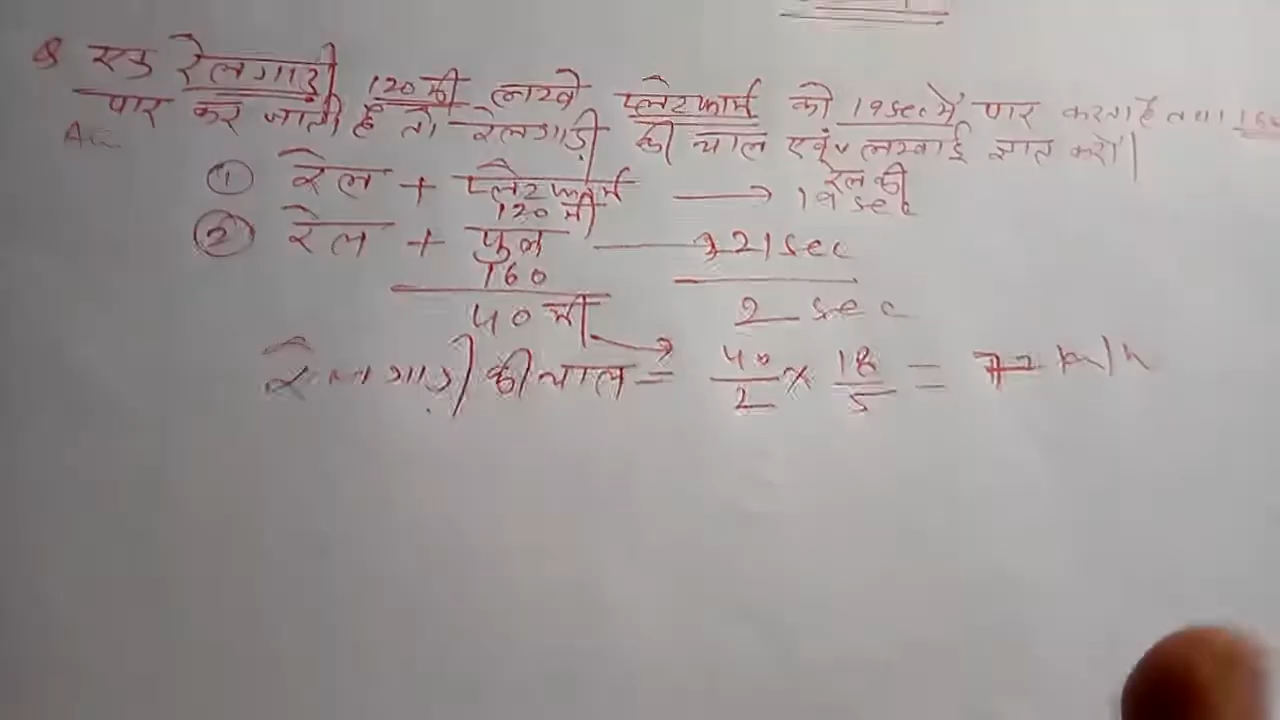 Q एक रेलगाड़ी 120 मी लम्बे प्लेटफार्म को 19 sec में पार करता है तथा 160
पार कर जाती है तो रेलगाड़ी की चाल एवं लम्बाई ज्ञात करो।
रेल की
① रेल + प्लेटफार्म → 19 sec
120 मी
② रेल + पुल → 21 sec
160
40 मी 2 sec
रेलगाड़ी की चाल = 40/2 × 18/5 = 72 km/h